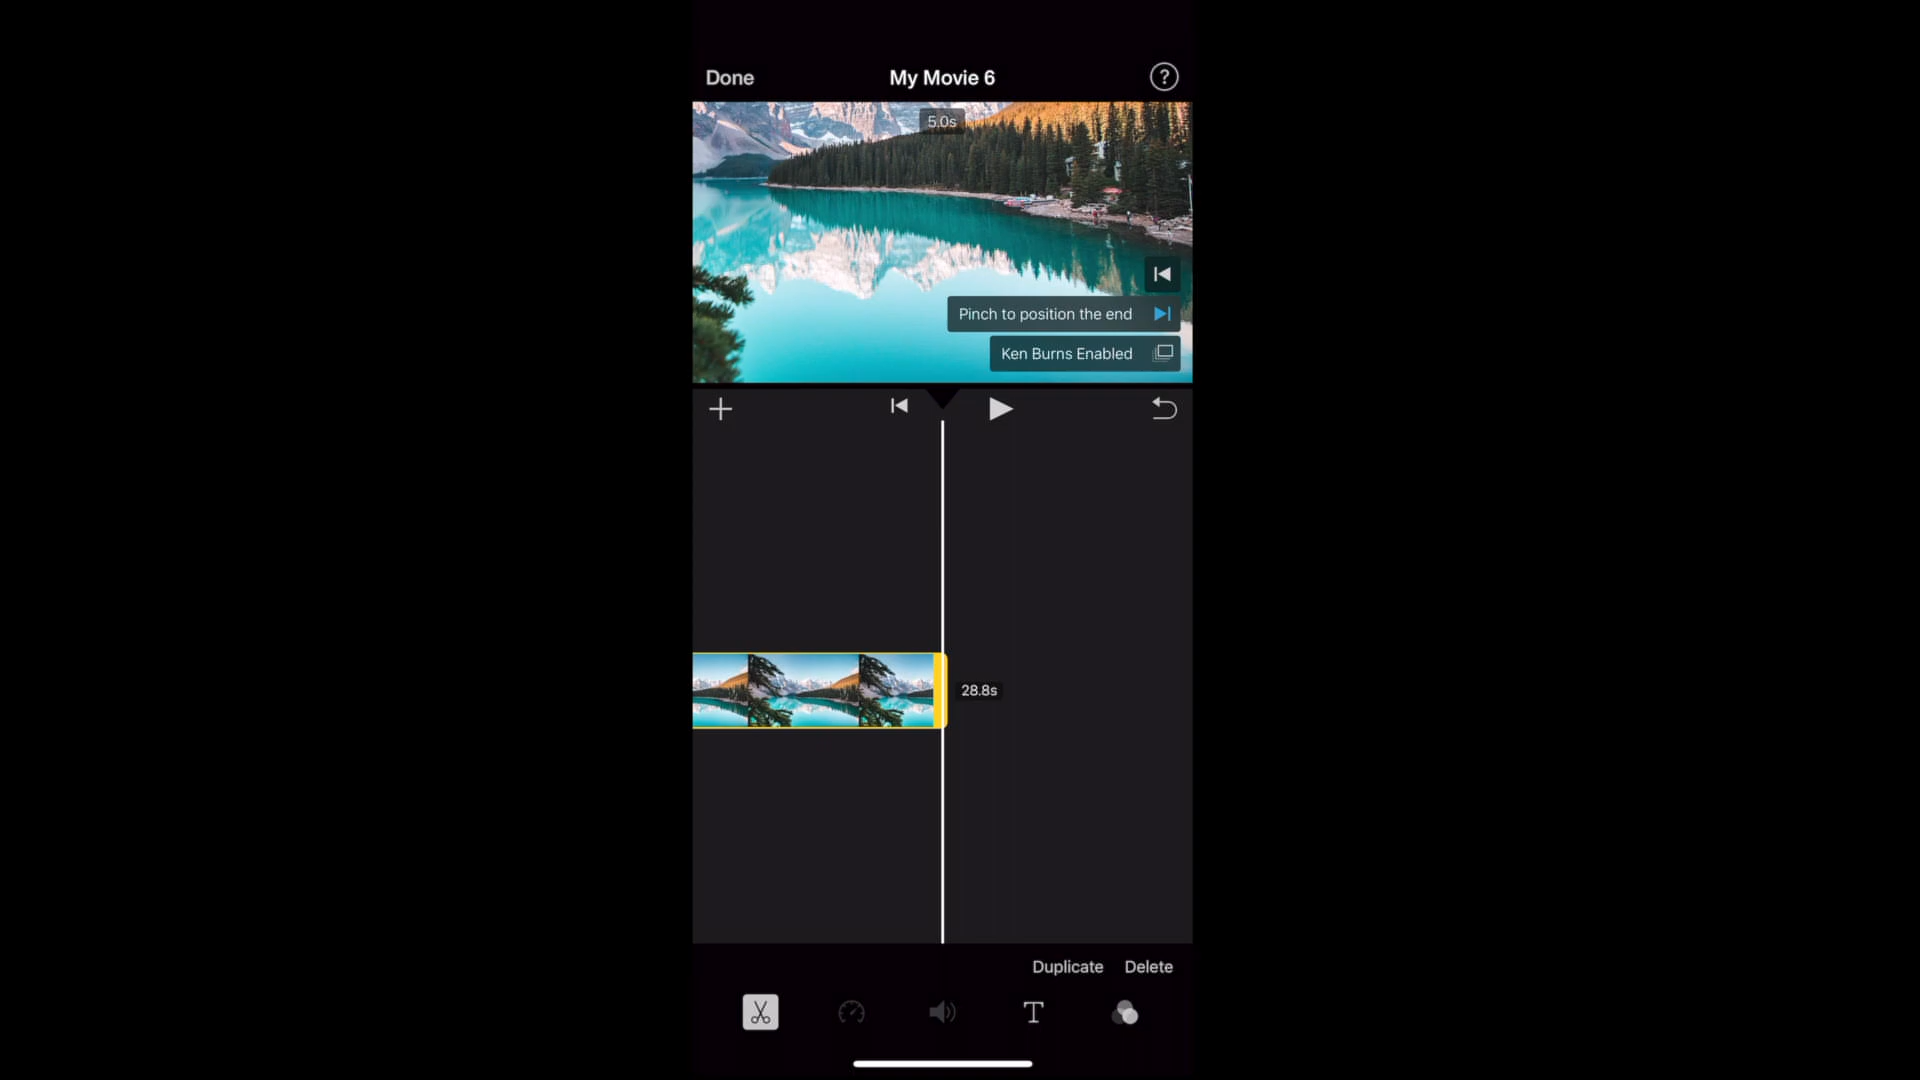 Done
My Movie 6
?
5.0s
Pinch to position the end
Ken Burns Enabled
28.8s
Duplicate
Delete
T